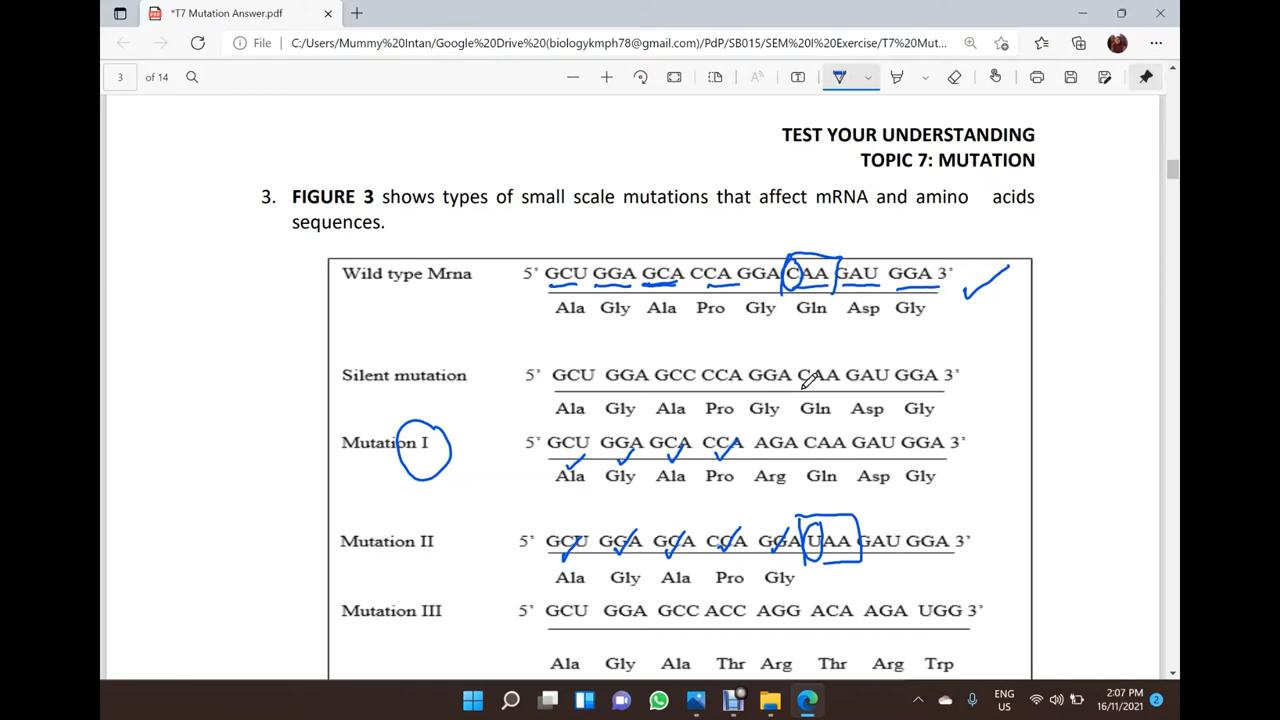 *T7 Mutation Answer.pdf
File C:/Users/Mummy%20Intan/Google%20Drive%20(biologykmph78@gmail.com)/PdP/SB015/SEM%20I%20Exercise/T7%20Mut...
3 of 14
TEST YOUR UNDERSTANDING
TOPIC 7: MUTATION
3. FIGURE 3 shows types of small scale mutations that affect mRNA and amino acids
sequences.
Wild type Mrna 5' GCU GGA GCA CCA GGA CAA GAU GGA 3'
Ala Gly Ala Pro Gly Gln Asp Gly
Silent mutation 5' GCU GGA GCC CCA GGA CAA GAU GGA 3'
Ala Gly Ala Pro Gly Gln Asp Gly
Mutation I 5' GCU GGA GCA CCA AGA CAA GAU GGA 3'
Ala Gly Ala Pro Arg Gln Asp Gly
Mutation II 5' GCU GGA GCA CCA GGA UAA GAU GGA 3'
Ala Gly Ala Pro Gly
Mutation III 5' GCU GGA GCC ACC AGG ACA AGA UGG 3'
Ala Gly Ala Thr Arg Thr Arg Trp
ENG
US
2:07 PM
16/11/2021
2